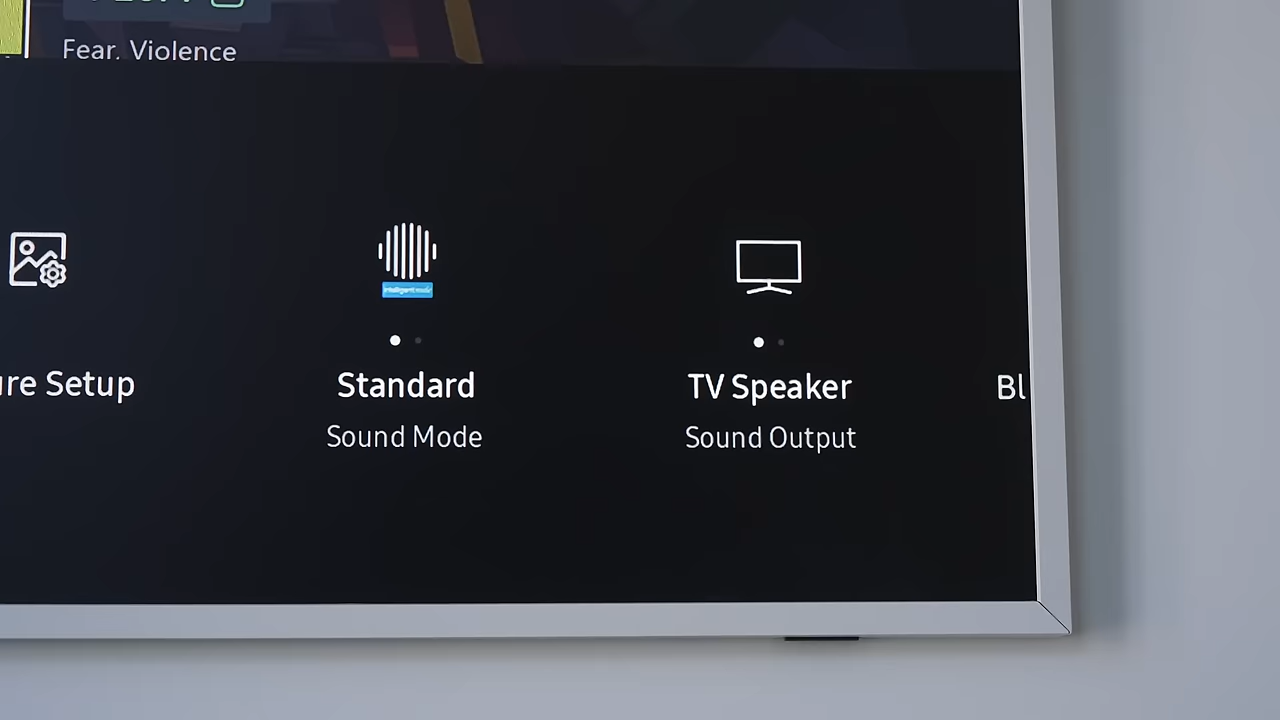 Fear, Violence
ure Setup
Standard
Sound Mode
TV Speaker
Sound Output
Bl